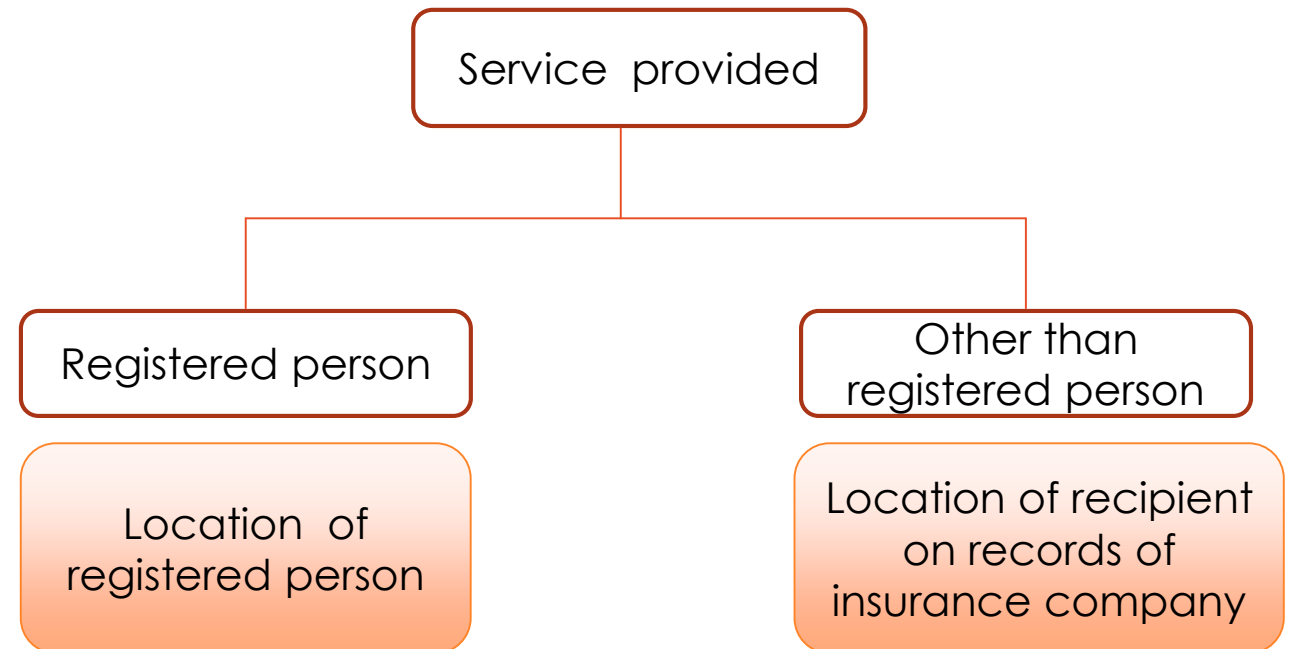 Service provided
Registered person
Other than
registered person
Location of
registered person
Location of recipient
on records of
insurance company